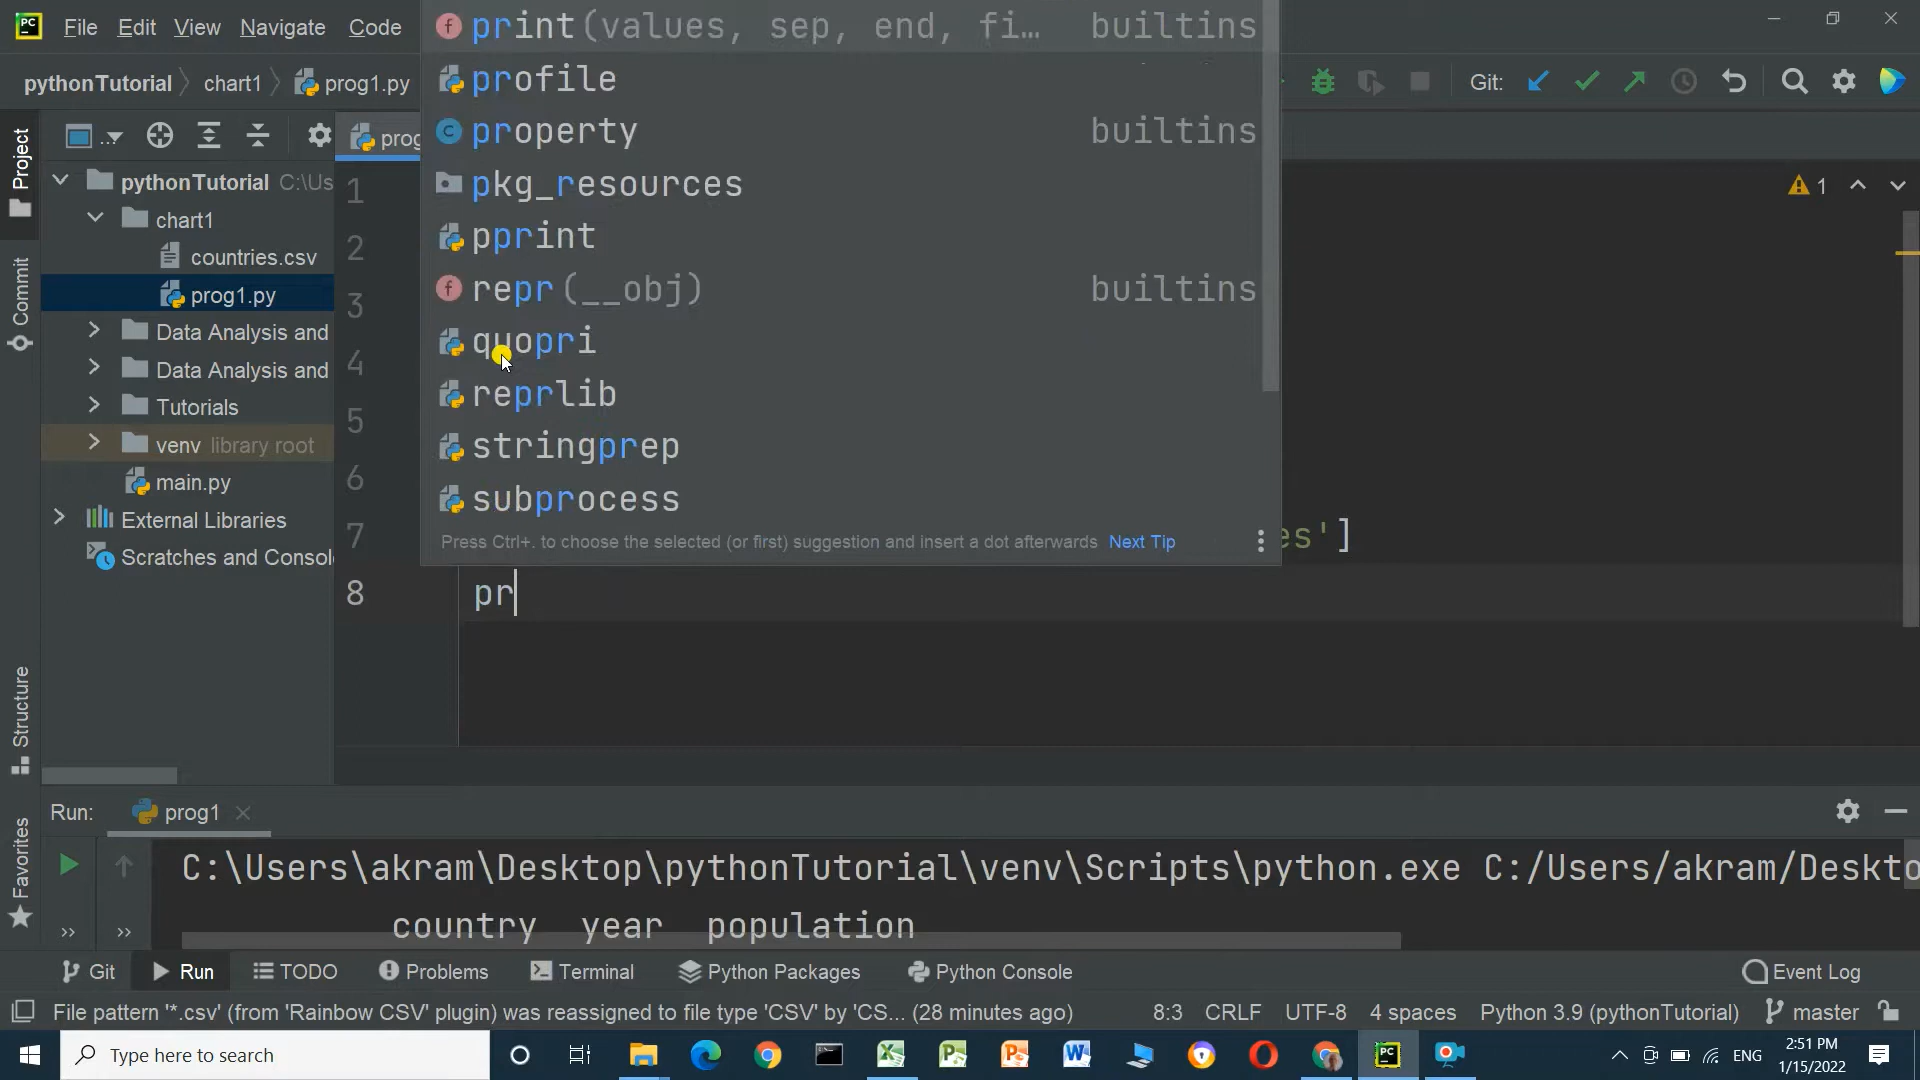 PC File Edit View Navigate Code
pythonTutorial chart1 prog1.py
Git:
Project
Commit
Structure
Favorites
pythonTutorial C:\Us
chart1
countries.csv
prog1.py
Data Analysis and
Data Analysis and
Tutorials
venv library root
main.py
External Libraries
Scratches and Consol
prog
1
2
3
4
5
6
7
8
print(values, sep, end, fi... builtins
profile
property builtins
pkg_resources
pprint
repr(__obj) builtins
quopri
reprlib
stringprep
subprocess
Press Ctrl+. to choose the selected (or first) suggestion and insert a dot afterwards Next Tip
1
es']
pr
Run: prog1
C:\Users\akram\Desktop\pythonTutorial\venv\Scripts\python.exe C:/Users/akram/Deskto
country year population
Git Run TODO Problems Terminal Python Packages Python Console Event Log
File pattern '*.csv' (from 'Rainbow CSV' plugin) was reassigned to file type 'CSV' by 'CS... (28 minutes ago) 8:3 CRLF UTF-8 4 spaces Python 3.9 (pythonTutorial) master
Type here to search
ENG
2:51 PM
1/15/2022